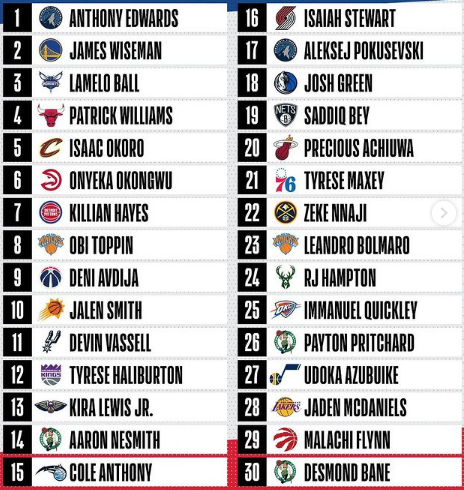 1 ANTHONY EDWARDS
2 JAMES WISEMAN
3 LAMELO BALL
4 PATRICK WILLIAMS
5 ISAAC OKORO
6 ONYEKA OKONGWU
7 KILLIAN HAYES
8 OBI TOPPIN
9 DENI AVDIJA
10 JALEN SMITH
11 DEVIN VASSELL
12 TYRESE HALIBURTON
13 KIRA LEWIS JR.
14 AARON NESMITH
15 COLE ANTHONY
16 ISAIAH STEWART
17 ALEKSEJ POKUSEVSKI
18 JOSH GREEN
19 NETS SADDIQ BEY
20 PRECIOUS ACHIUWA
21 76 TYRESE MAXEY
22 ZEKE NNAJI
23 LEANDRO BOLMARO
24 RJ HAMPTON
25 IMMANUEL QUICKLEY
26 PAYTON PRITCHARD
27 UDOKA AZUBUIKE
28 LAKERS JADEN MCDANIELS
29 MALACHI FLYNN
30 DESMOND BANE